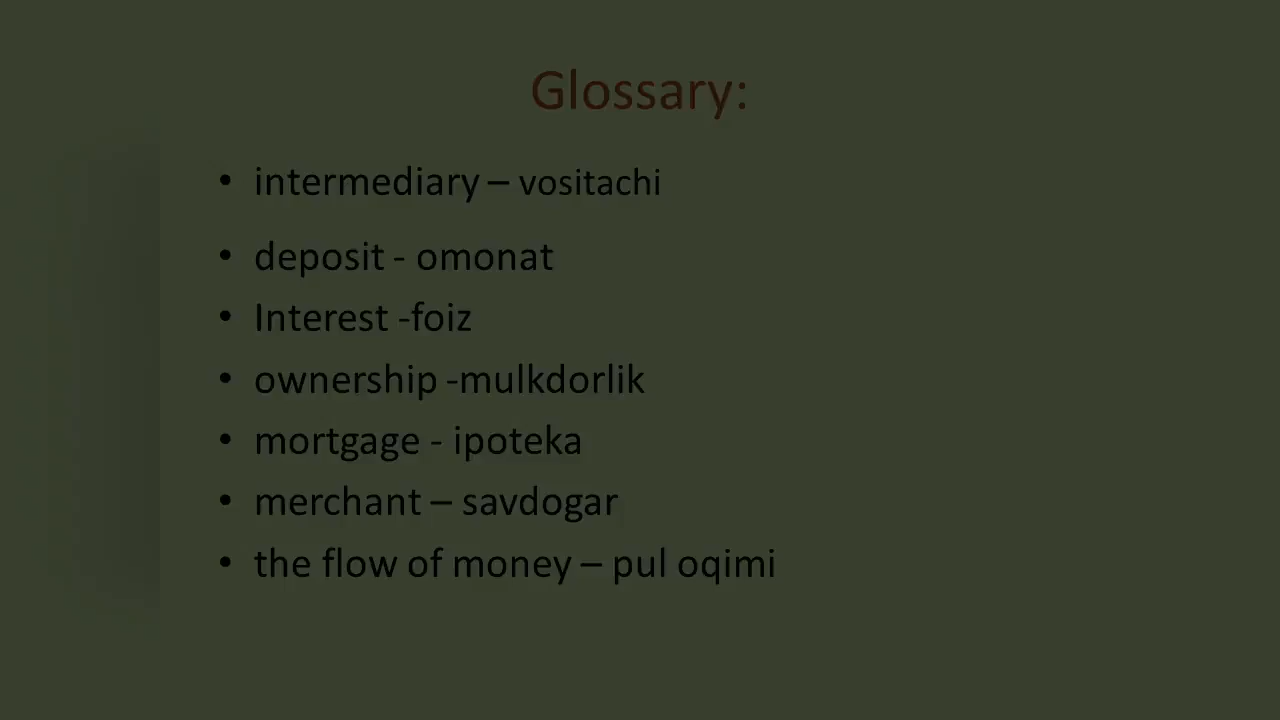 Glossary:
• intermediary – vositachi
• deposit - omonat
• Interest -foiz
• ownership -mulkdorlik
• mortgage - ipoteka
• merchant – savdogar
• the flow of money – pul oqimi